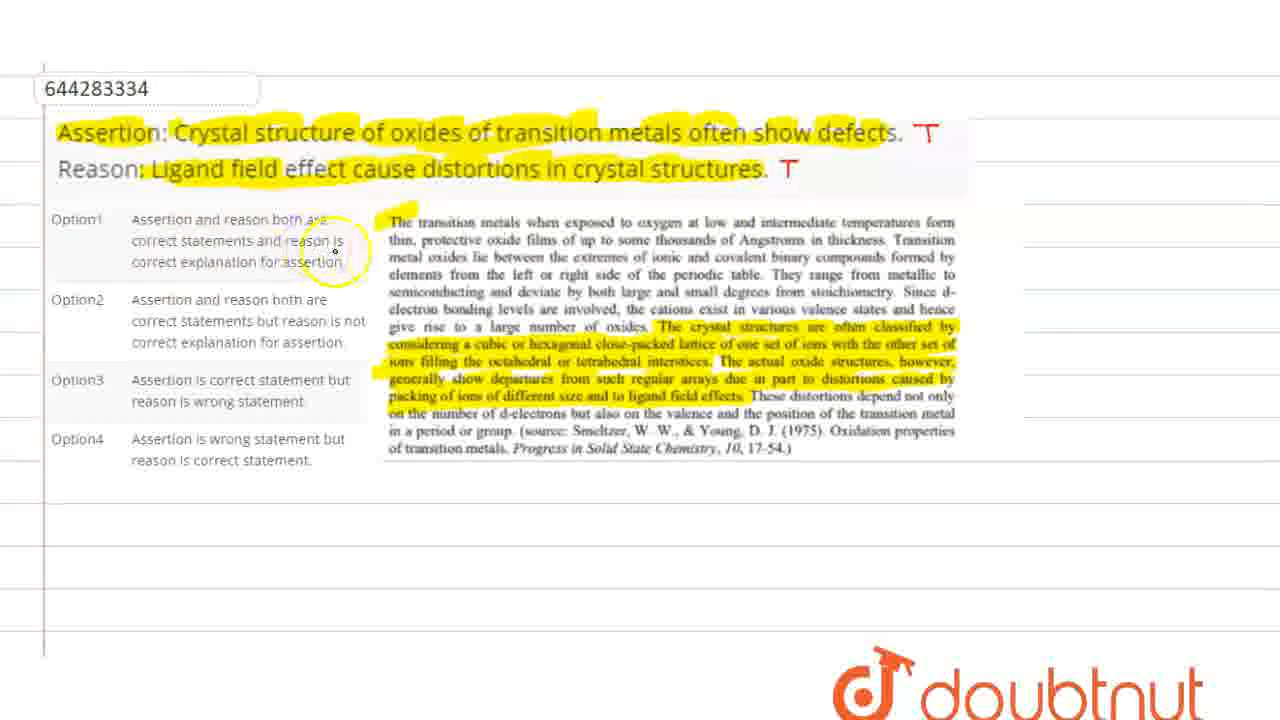 644283334
Assertion: Crystal structure of oxides of transition metals often show defects. T
Reason: Ligand field effect cause distortions in crystal structures. T
Option1 Assertion and reason both are
correct statements and reason is
correct explanation for assertion.
Option2 Assertion and reason both are
correct statements but reason is not
correct explanation for assertion.
Option3 Assertion is correct statement but
reason is wrong statement.
Option4 Assertion is wrong statement but
reason is correct statement.
The transition metals when exposed to oxygen at low and intermediate temperatures form
thin, protective oxide films of up to some thousands of Angstrom in thickness. Transition
metal oxides lie between the extremes of ionic and covalent binary compounds formed by
elements from the left or right side of the periodic table. They range from metallic to
semiconducting and deviate by both large and small degrees from stoichiometry. Since d-
electron bonding levels are involved, the cations exist in various valence states and hence
give rise to a large number of oxides. The crystal structures are often classified by
considering a cubic or hexagonal close-packed lattice of one set of ions with the other set of
ions filling the octahedral or tetrahedral interstices. The actual oxide structures, however,
generally show departures from such regular arrays due in part to distortions caused by
packing of ions of different size and to ligand field effects. These distortions depend not only
on the number of d-electrons but also on the valence and the position of the transition metal
in a period or group. (source: Smeltzer, W. W., & Young, D. J. (1975). Oxidation properties
of transition metals. Progress in Solid State Chemistry, 10, 17-54.)
doubtnut